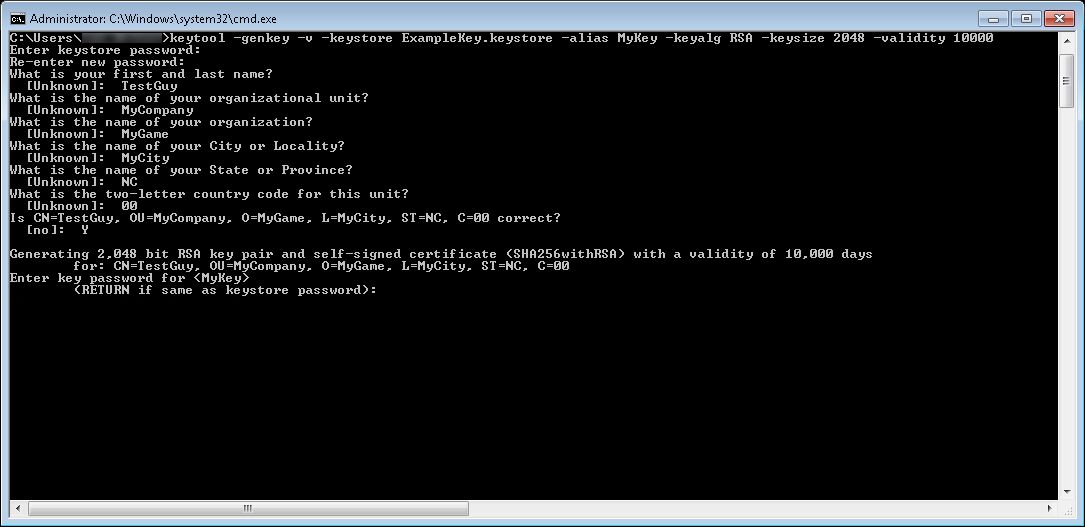 Administrator: C:\Windows\system32\cmd.exe
C:\Users\ >keytool -genkey -v -keystore ExampleKey.keystore -alias MyKey -keyalg RSA -keysize 2048 -validity 10000
Enter keystore password:
Re-enter new password:
What is your first and last name?
  [Unknown]:  TestGuy
What is the name of your organizational unit?
  [Unknown]:  MyCompany
What is the name of your organization?
  [Unknown]:  MyGame
What is the name of your City or Locality?
  [Unknown]:  MyCity
What is the name of your State or Province?
  [Unknown]:  NC
What is the two-letter country code for this unit?
  [Unknown]:  00
Is CN=TestGuy, OU=MyCompany, O=MyGame, L=MyCity, ST=NC, C=00 correct?
  [no]:  Y
Generating 2,048 bit RSA key pair and self-signed certificate (SHA256withRSA) with a validity of 10,000 days
        for: CN=TestGuy, OU=MyCompany, O=MyGame, L=MyCity, ST=NC, C=00
Enter key password for <MyKey>
        (RETURN if same as keystore password):